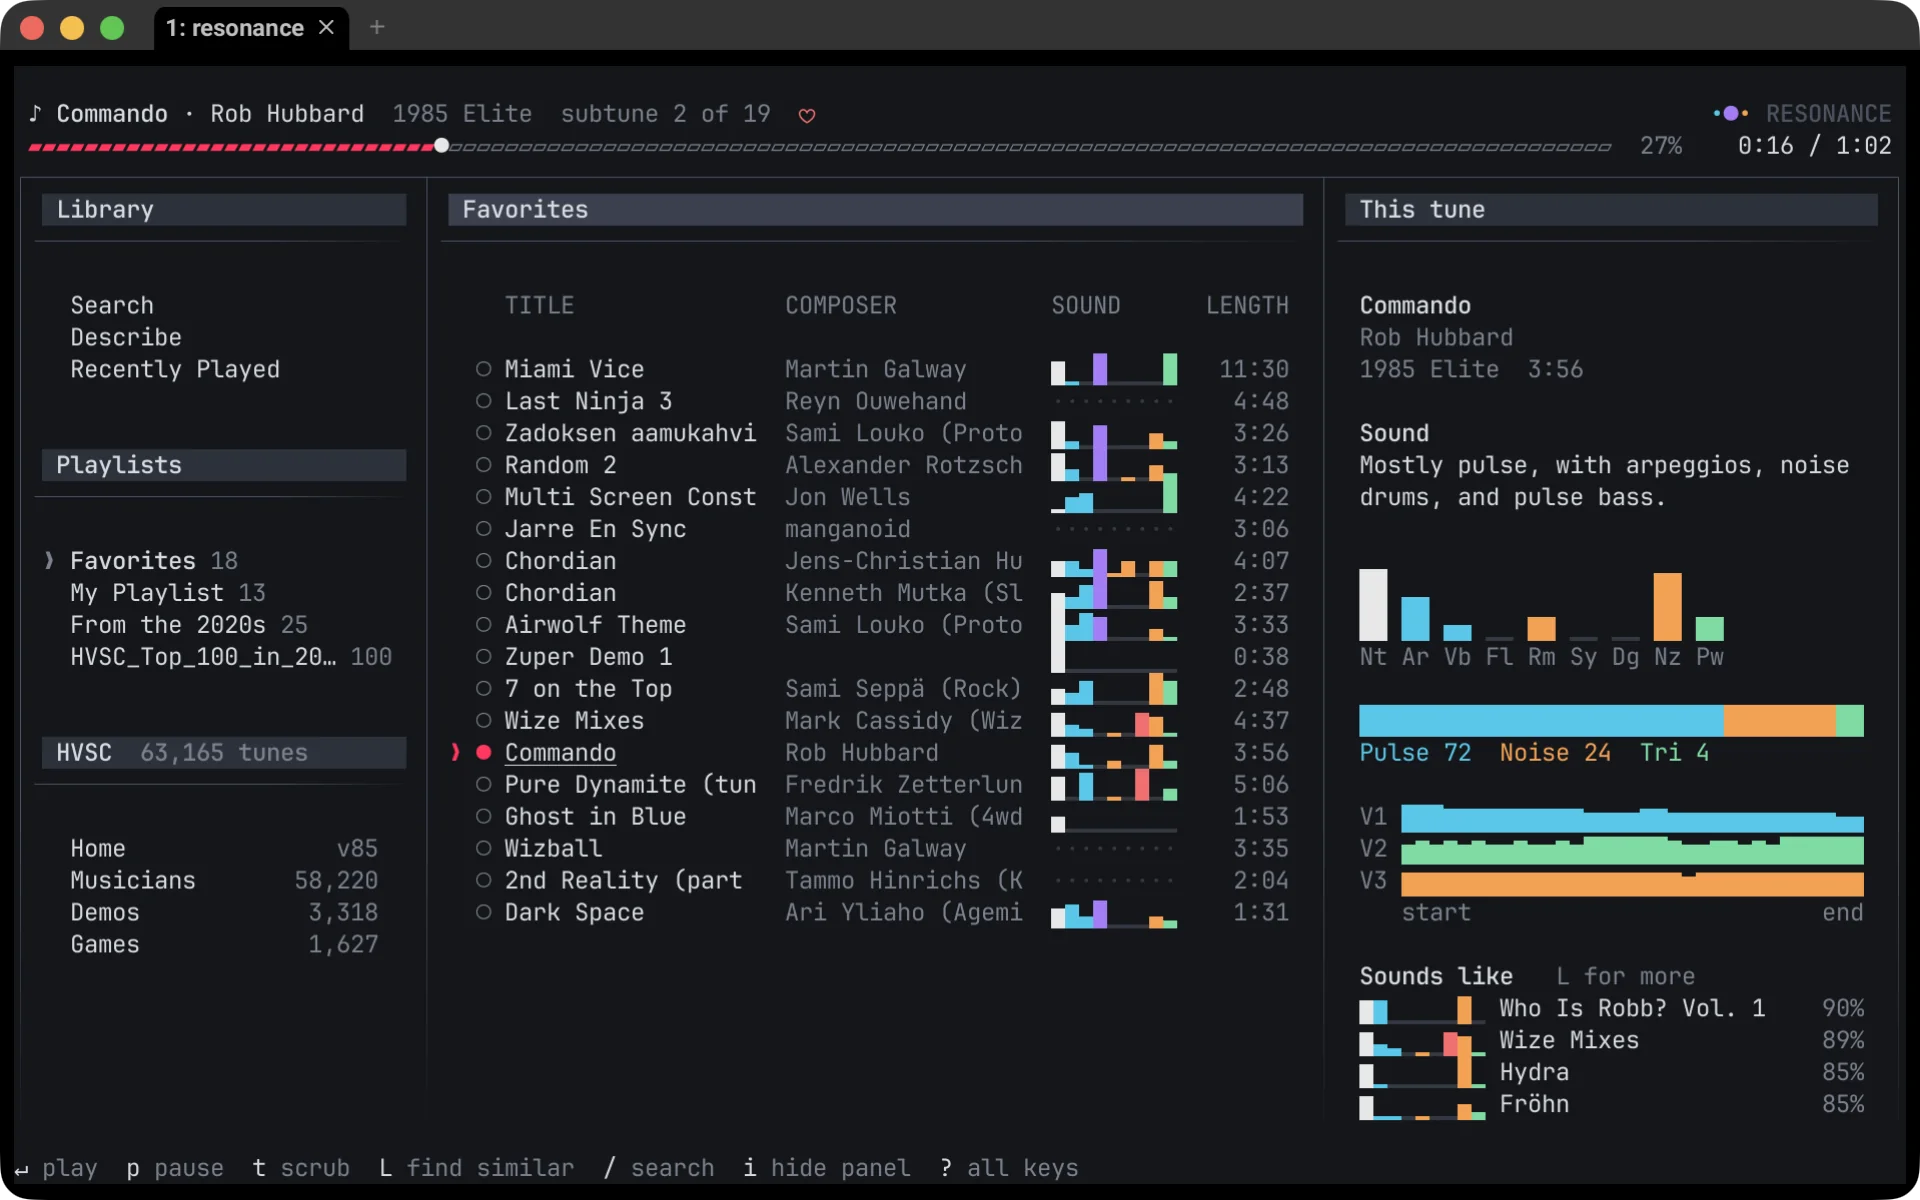 1: resonance × +
♪ Commando · Rob Hubbard 1985 Elite subtune 2 of 19 ♡
RESONANCE
27% 0:16 / 1:02
Library
Search
Describe
Recently Played
Playlists
❫ Favorites 18
My Playlist 13
From the 2020s 25
HVSC_Top_100_in_20… 100
HVSC 63,165 tunes
Home v85
Musicians 58,220
Demos 3,318
Games 1,627
Favorites
TITLE COMPOSER SOUND LENGTH
○ Miami Vice Martin Galway 11:30
○ Last Ninja 3 Reyn Ouwehand 4:48
○ Zadoksen aamukahvi Sami Louko (Proto 3:26
○ Random 2 Alexander Rotzsch 3:13
○ Multi Screen Const Jon Wells 4:22
○ Jarre En Sync manganoid 3:06
○ Chordian Jens-Christian Hu 4:07
○ Chordian Kenneth Mutka (Sl 2:37
○ Airwolf Theme Sami Louko (Proto 3:33
○ Zuper Demo 1 0:38
○ 7 on the Top Sami Seppä (Rock) 2:48
○ Wize Mixes Mark Cassidy (Wiz 4:37
❫ ● Commando Rob Hubbard 3:56
○ Pure Dynamite (tun Fredrik Zetterlun 5:06
○ Ghost in Blue Marco Miotti (4wd 1:53
○ Wizball Martin Galway 3:35
○ 2nd Reality (part Tammo Hinrichs (K 2:04
○ Dark Space Ari Yliaho (Agemi 1:31
This tune
Commando
Rob Hubbard
1985 Elite 3:56
Sound
Mostly pulse, with arpeggios, noise
drums, and pulse bass.
Nt Ar Vb Fl Rm Sy Dg Nz Pw
Pulse 72 Noise 24 Tri 4
V1
V2
V3
start end
Sounds like L for more
Who Is Robb? Vol. 1 90%
Wize Mixes 89%
Hydra 85%
Fröhn 85%
↵ play p pause t scrub L find similar / search i hide panel ? all keys